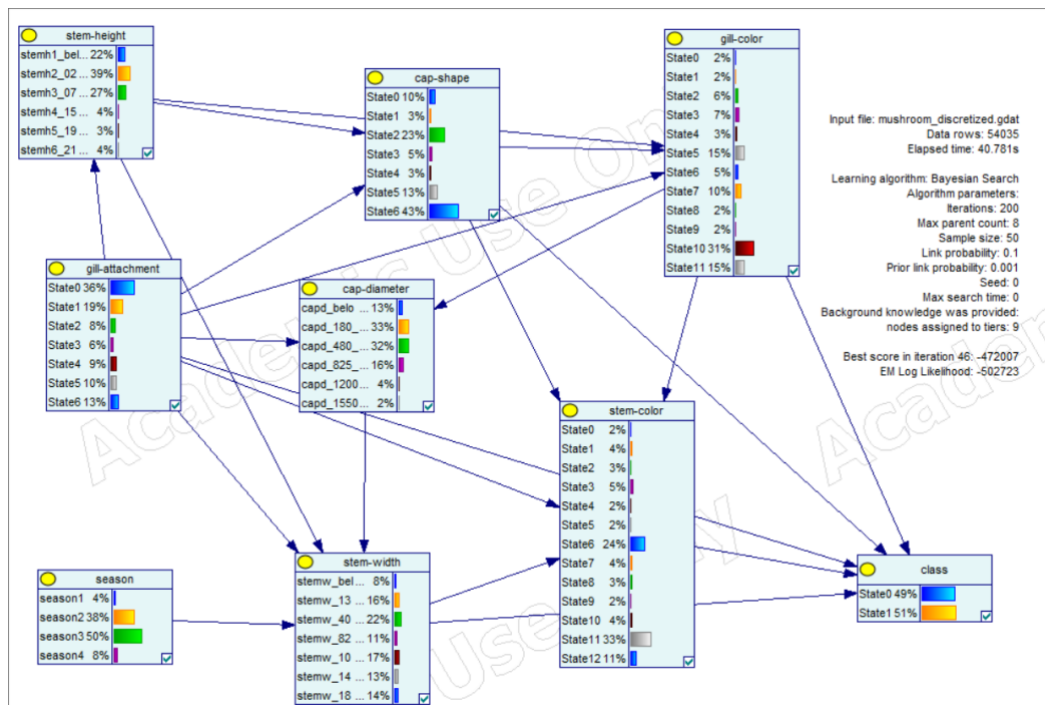 stem-height
stemh1_bel... 22%
stemh2_02 ... 39%
stemh3_07 ... 27%
stemh4_15 ... 4%
stemh5_19 ... 3%
stemh6_21 ... 4%
cap-shape
State0 10%
State1 3%
State2 23%
State3 5%
State4 3%
State5 13%
State6 43%
gill-color
State0 2%
State1 2%
State2 6%
State3 7%
State4 3%
State5 15%
State6 5%
State7 10%
State8 2%
State9 2%
State10 31%
State11 15%
Input file: mushroom_discretized.gdat
Data rows: 54035
Elapsed time: 40.781s
Learning algorithm: Bayesian Search
Algorithm parameters:
Iterations: 200
Max parent count: 8
Sample size: 50
Link probability: 0.1
Prior link probability: 0.001
Seed: 0
Max search time: 0
Background knowledge was provided:
nodes assigned to tiers: 9
Best score in iteration 46: -472007
EM Log Likelihood: -502723
gill-attachment
State0 36%
State1 19%
State2 8%
State3 6%
State4 9%
State5 10%
State6 13%
cap-diameter
capd_belo ... 13%
capd_180_... 33%
capd_480_... 32%
capd_825_... 16%
capd_1200... 4%
capd_1550... 2%
stem-color
State0 2%
State1 4%
State2 3%
State3 5%
State4 2%
State5 2%
State6 24%
State7 4%
State8 3%
State9 2%
State10 4%
State11 33%
State12 11%
season
season1 4%
season2 38%
season3 50%
season4 8%
stem-width
stemw_bel... 8%
stemw_13 ... 16%
stemw_40 ... 22%
stemw_82 ... 11%
stemw_10 ... 17%
stemw_14 ... 13%
stemw_18 ... 14%
class
State0 49%
State1 51%
Academic Use Only
Academ